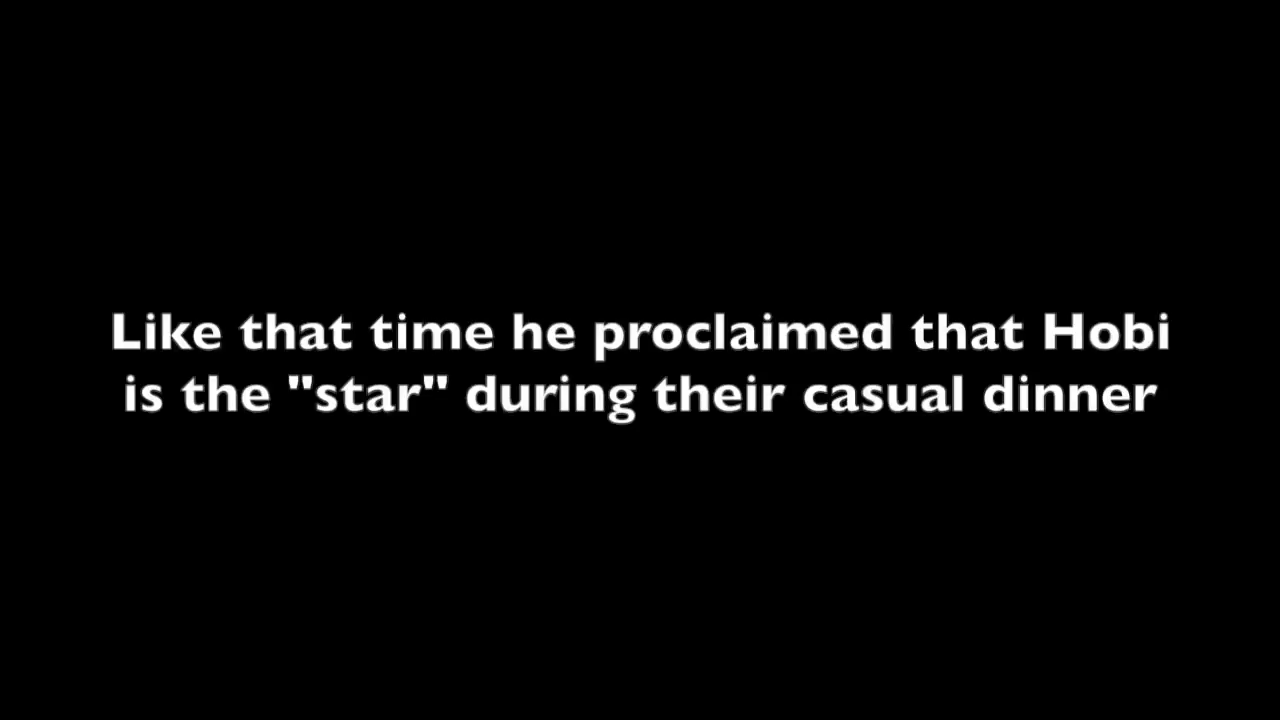 Like that time he proclaimed that Hobi
is the "star" during their casual dinner